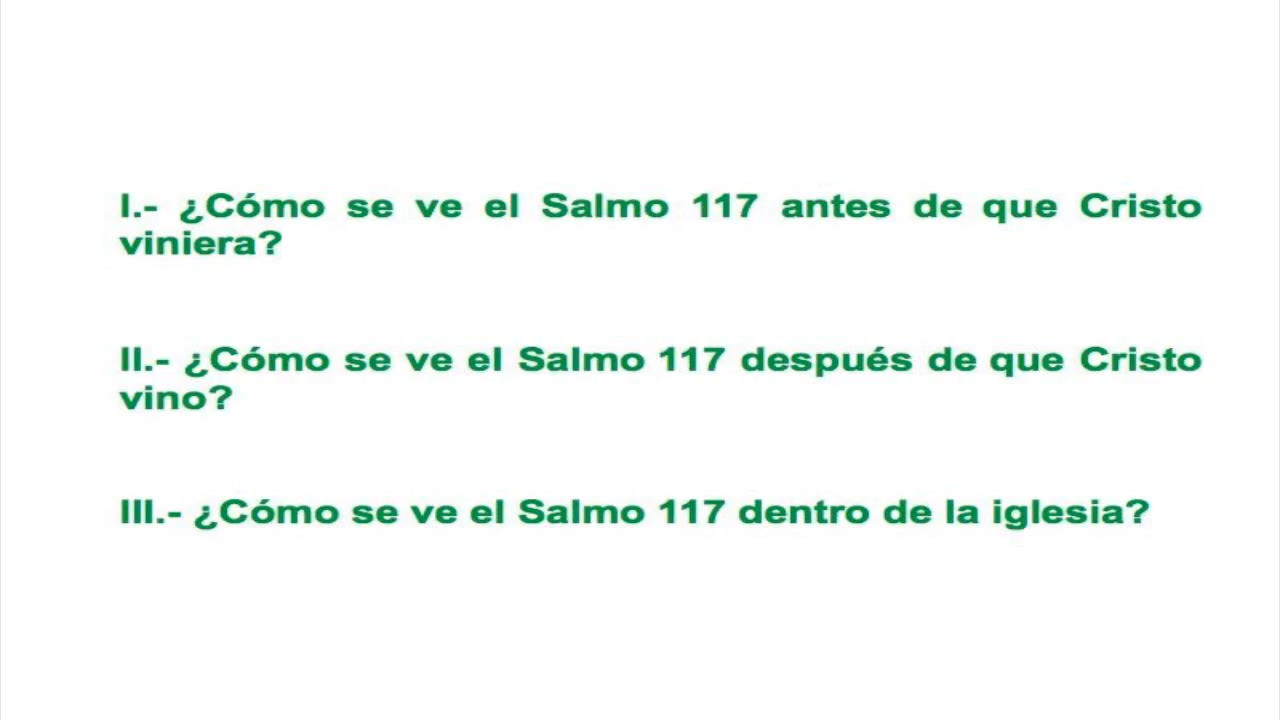 I.- ¿Cómo se ve el Salmo 117 antes de que Cristo
viniera?
II.- ¿Cómo se ve el Salmo 117 después de que Cristo
vino?
III.- ¿Cómo se ve el Salmo 117 dentro de la iglesia?